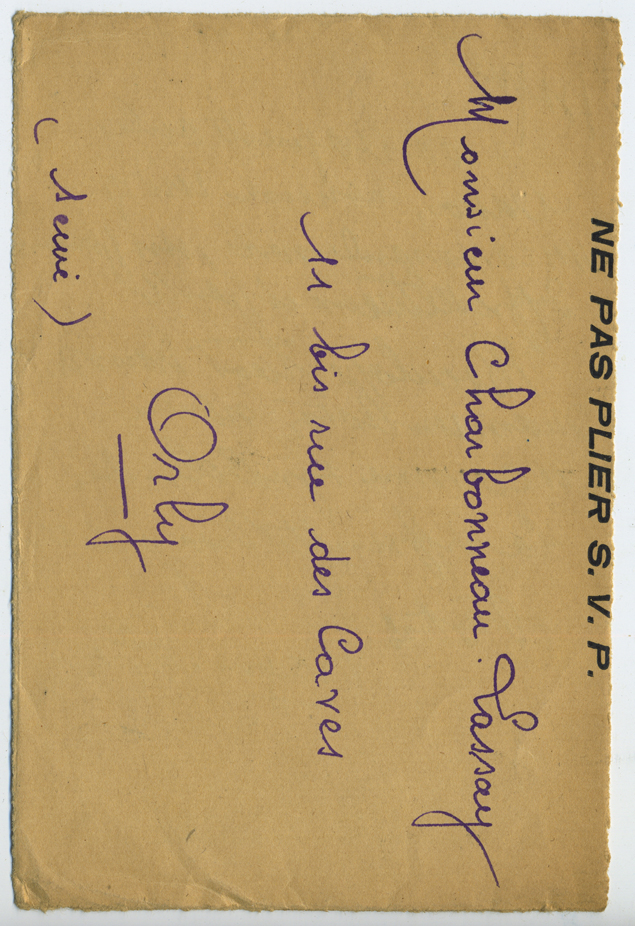 NE PAS PLIER S. V. P.
Monsieur Charbonneau-Lassay
11 bis rue des Caves
Orly
(Seine)